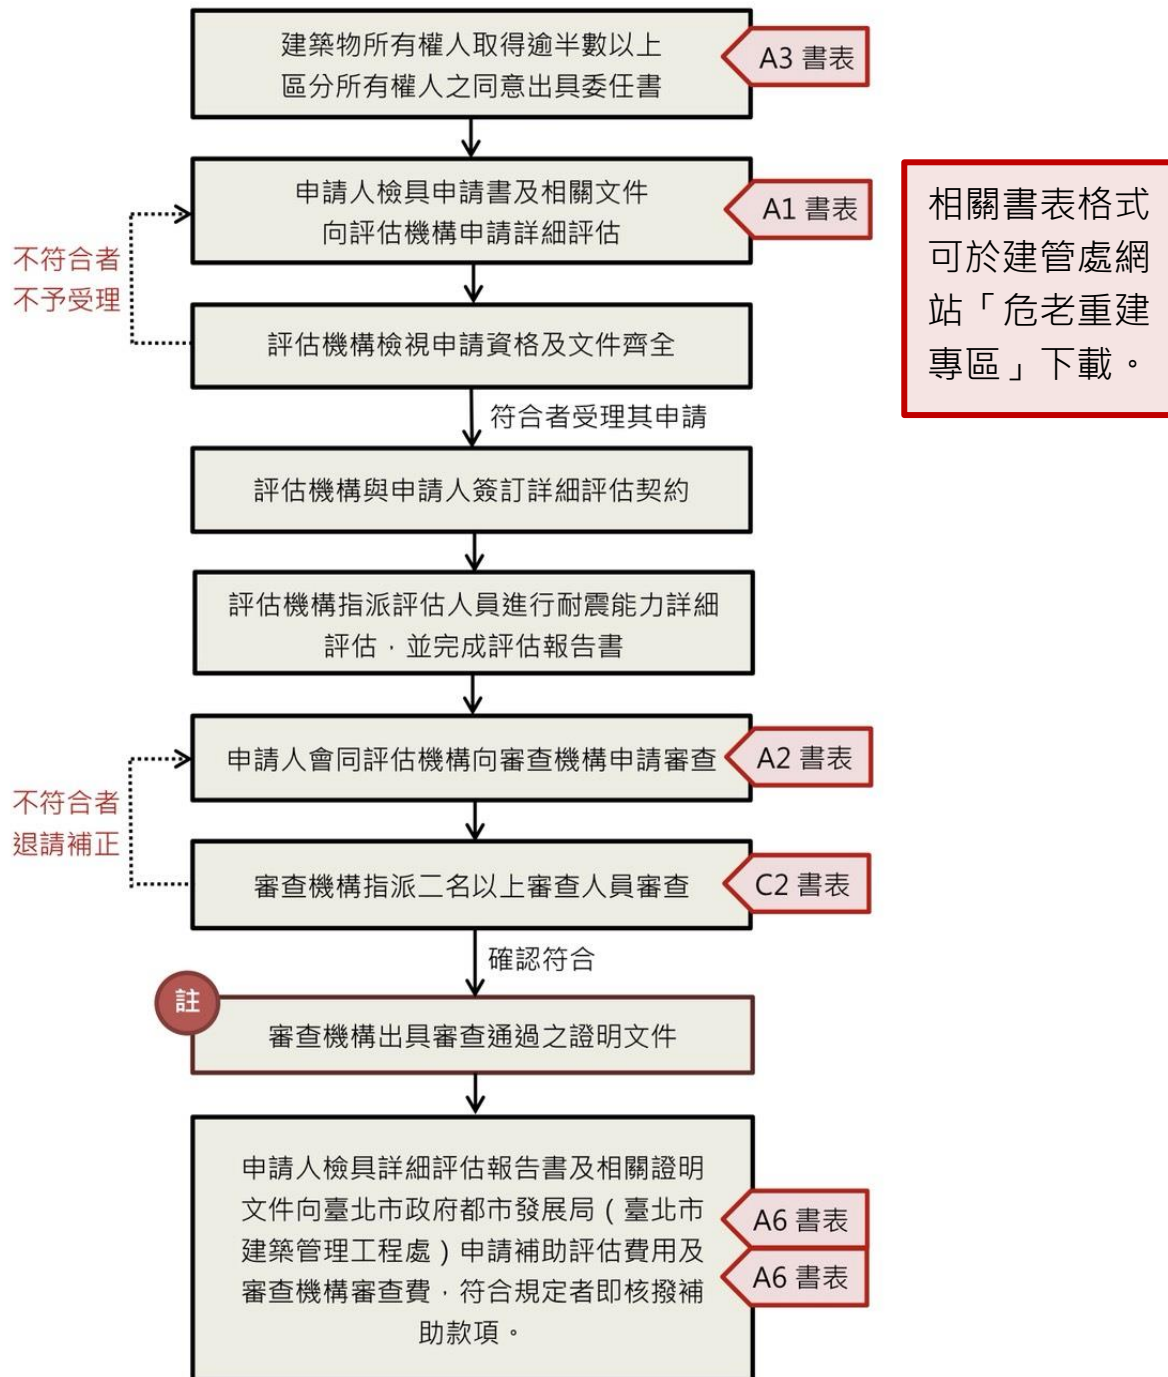 建築物所有權人取得逾半數以上
區分所有權人之同意出具委任書
A3 書表
申請人檢具申請書及相關文件
向評估機構申請詳細評估
A1 書表
相關書表格式
可於建管處網
站「危老重建
專區」下載。
不符合者
不予受理
評估機構檢視申請資格及文件齊全
符合者受理其申請
評估機構與申請人簽訂詳細評估契約
評估機構指派評估人員進行耐震能力詳細
評估，並完成評估報告書
申請人會同評估機構向審查機構申請審查
A2 書表
不符合者
退請補正
審查機構指派二名以上審查人員審查
C2 書表
確認符合
註
審查機構出具審查通過之證明文件
申請人檢具詳細評估報告書及相關證明
文件向臺北市政府都市發展局（臺北市
建築管理工程處）申請補助評估費用及
審查機構審查費，符合規定者即核撥補
助款項。
A6 書表
A6 書表